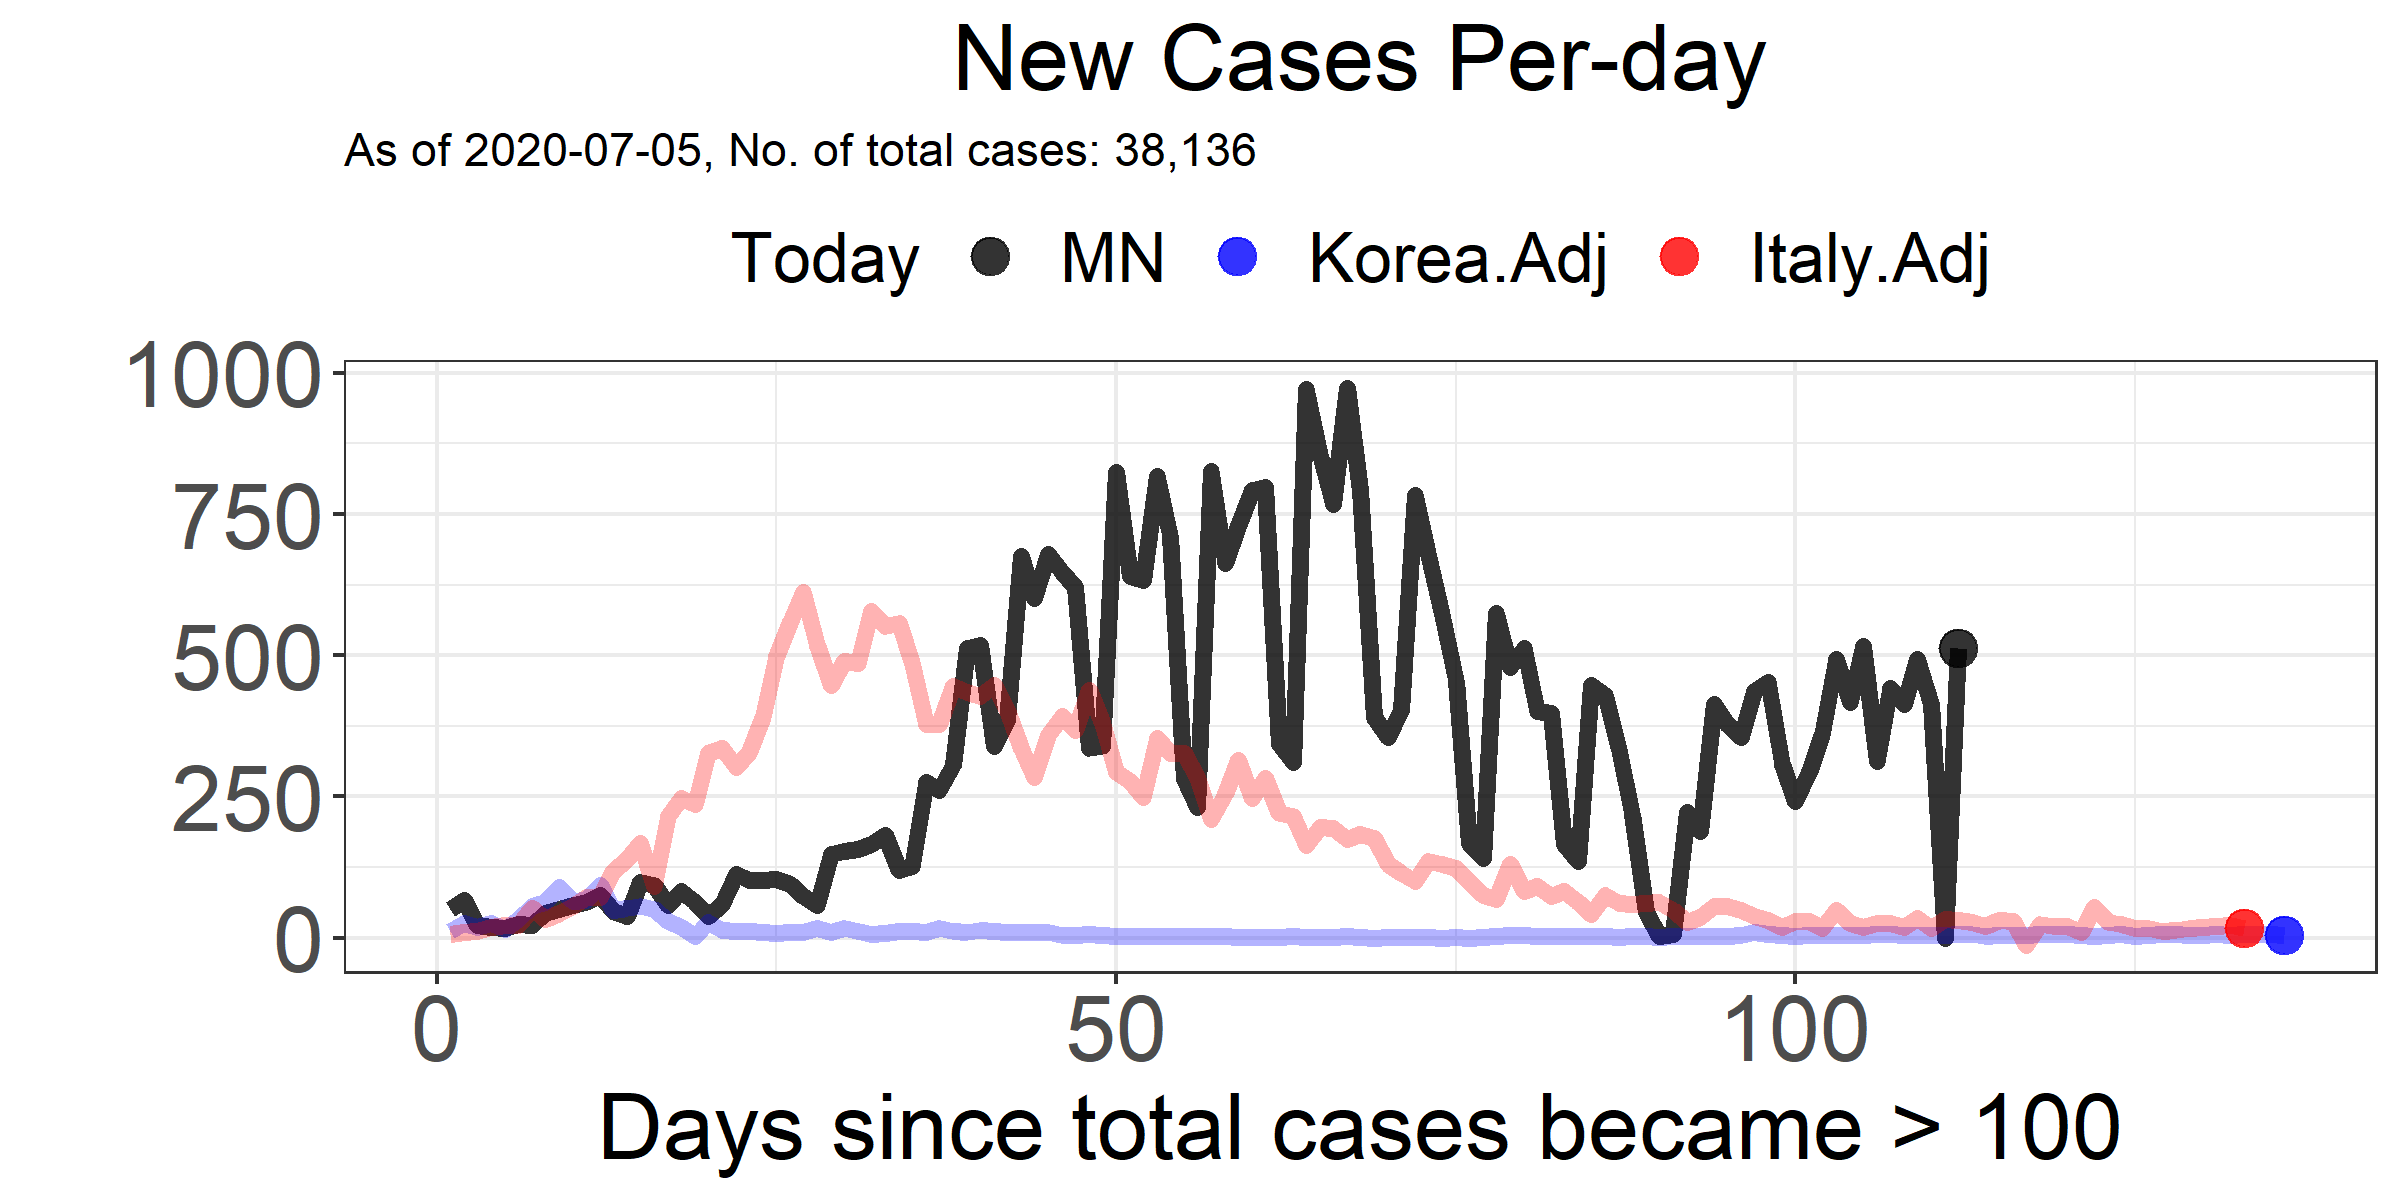 New Cases Per-day
As of 2020-07-05, No. of total cases: 38,136
Today MN Korea.Adj Italy.Adj
1000
750
500
250
0
0 50 100
Days since total cases became > 100